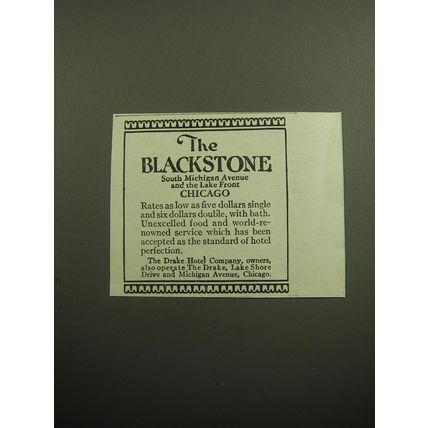 The
BLACKSTONE
South Michigan Avenue
and the Lake Front
CHICAGO
Rates as low as five dollars single
and six dollars double, with bath.
Unexcelled food and world-re-
nowned service which has been
accepted as the standard of hotel
perfection.
The Drake Hotel Company, owners,
also operate The Drake, Lake Shore
Drive and Michigan Avenue, Chicago.